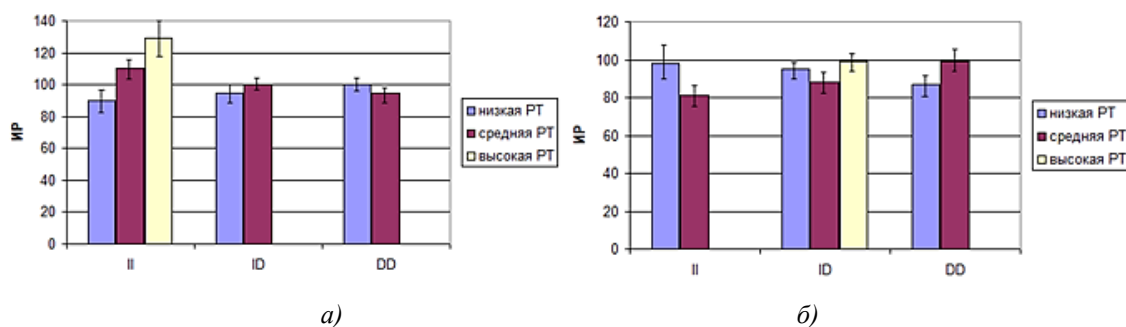 140
120
100
80
60
40
20
0
ИР
II
ID
DD
низкая РТ
средняя РТ
высокая РТ
а)
120
100
80
60
40
20
0
ИР
II
ID
DD
низкая РТ
средняя РТ
высокая РТ
б)